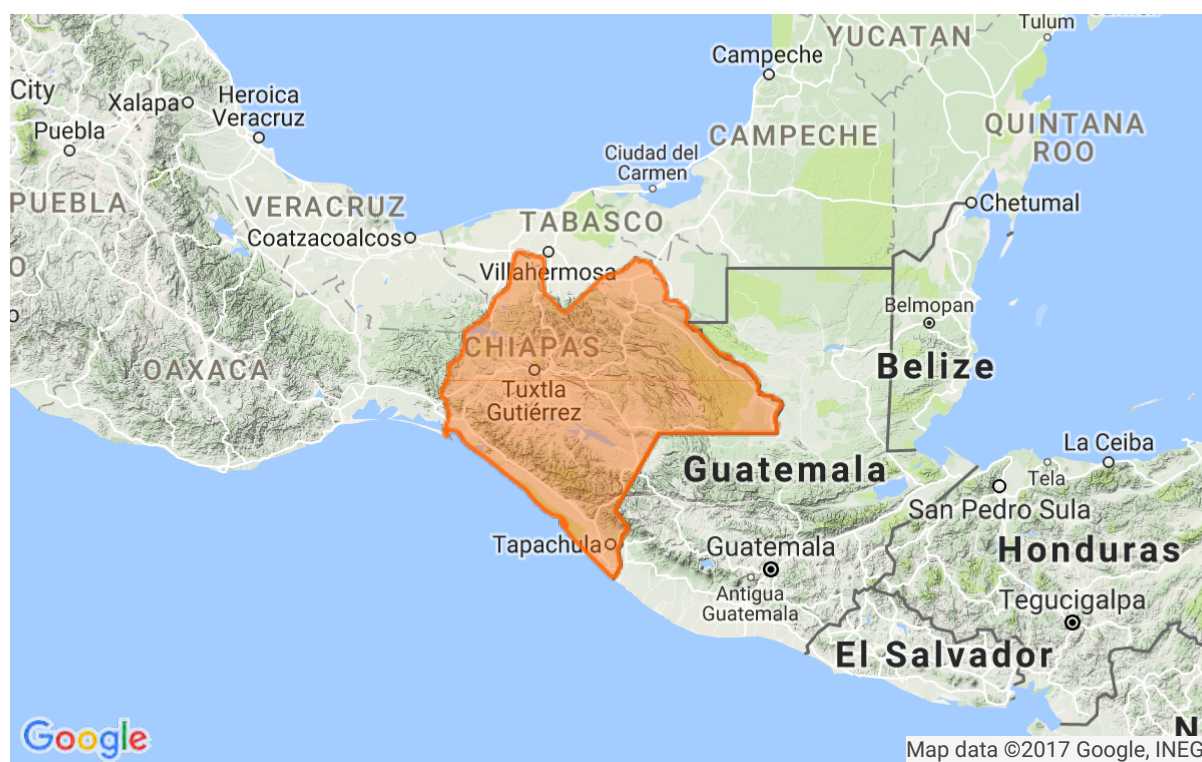 Tulum
YUCATAN
Campeche
City
Xalapa
Heroica
Veracruz
Puebla
CAMPECHE
QUINTANA
ROO
Ciudad del
Carmen
PUEBLA
VERACRUZ
TABASCO
Chetumal
Coatzacoalcos
Villahermosa
O
Belmopan
o
CHIAPAS
OAXACA
Belize
Tuxtla
Gutiérrez
La Ceiba
Guatemala
Tela
San Pedro Sula
Tapachula
Guatemala
Honduras
Antigua
Guatemala
Tegucigalpa
El Salvador
N
Google
Map data ©2017 Google, INEG